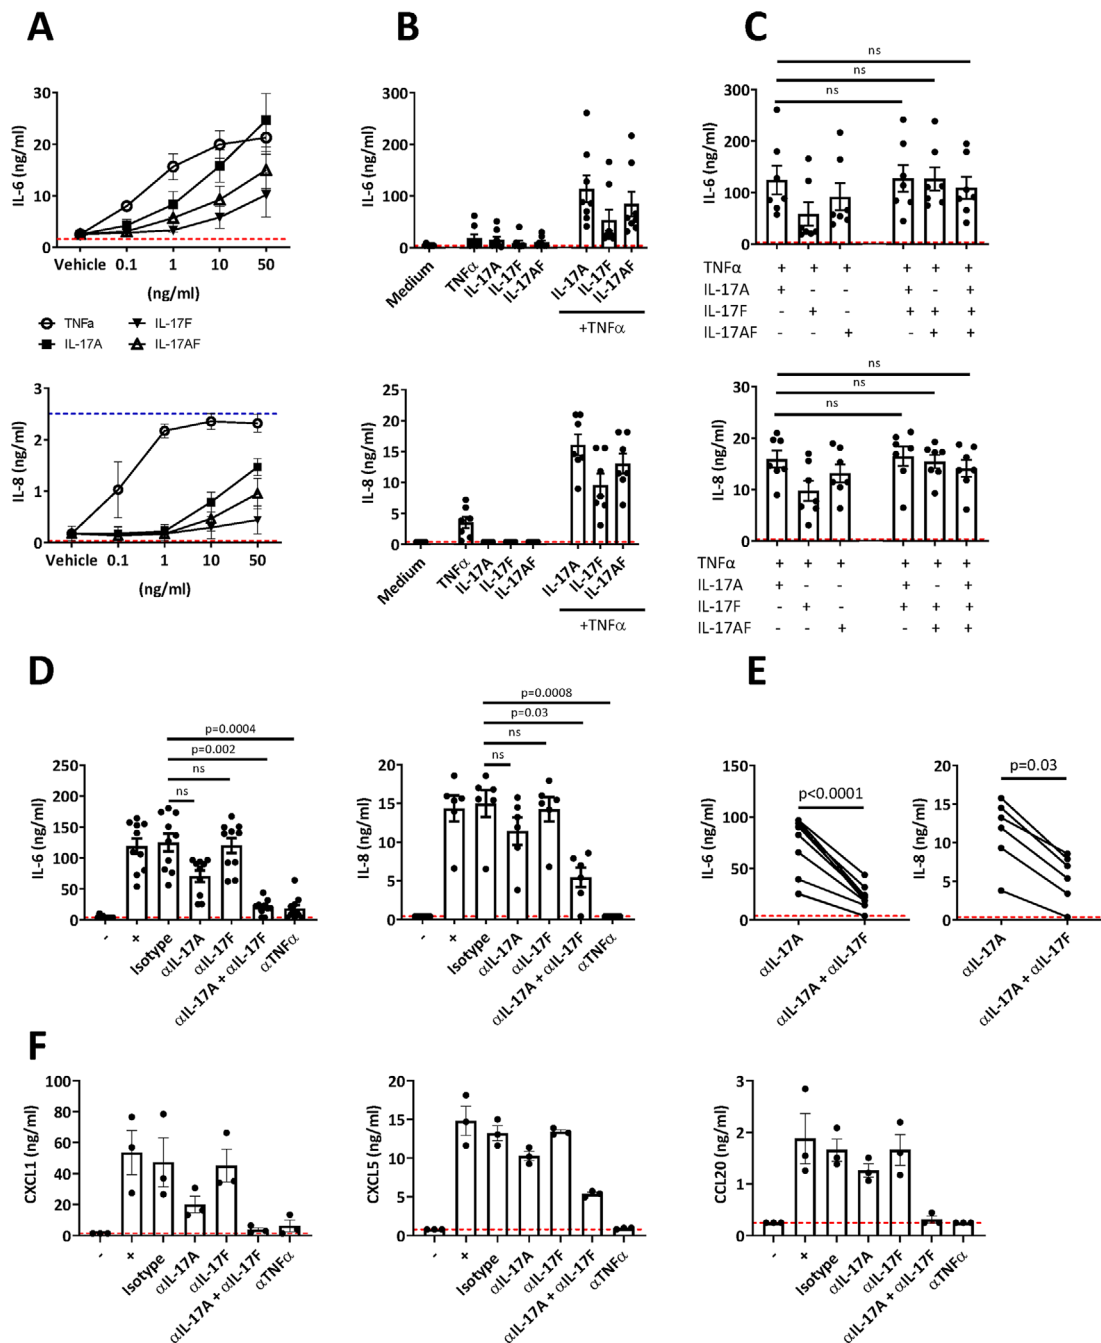 A
B
C
IL-6 (ng/ml)
30
20
10
0
Vehicle 0.1 1 10 50
(ng/ml)
TNFa
IL-17F
IL-17A
IL-17AF
IL-8 (ng/ml)
3
2
1
0
Vehicle 0.1 1 10 50
(ng/ml)
IL-6 (ng/ml)
300
200
100
0
Medium TNFα IL-17A IL-17F IL-17AF IL-17A IL-17F IL-17AF
+TNFα
IL-8 (ng/ml)
25
20
15
10
5
0
Medium TNFα IL-17A IL-17F IL-17AF IL-17A IL-17F IL-17AF
+TNFα
ns
ns
ns
IL-6 (ng/ml)
300
200
100
0
TNFα + + + + + +
IL-17A + - - + - +
IL-17F - + - + + +
IL-17AF - - + - + +
ns
ns
ns
IL-8 (ng/ml)
30
20
10
0
TNFα + + + + + +
IL-17A + - - + - +
IL-17F - + - + + +
IL-17AF - - + - + +
D
E
p=0.0004
p=0.002
ns
ns
IL-6 (ng/ml)
250
200
150
100
50
0
- + Isotype αIL-17A αIL-17F αIL-17A + αIL-17F αTNFα
p=0.0008
p=0.03
ns
ns
IL-8 (ng/ml)
20
15
10
5
0
- + Isotype αIL-17A αIL-17F αIL-17A + αIL-17F αTNFα
p<0.0001
IL-6 (ng/ml)
150
100
50
0
αIL-17A αIL-17A + αIL-17F
p=0.03
IL-8 (ng/ml)
20
15
10
5
0
αIL-17A αIL-17A + αIL-17F
F
CXCL1 (ng/ml)
100
80
60
40
20
0
- + Isotype αIL-17A αIL-17F αIL-17A + αIL-17F αTNFα
CXCL5 (ng/ml)
20
15
10
5
0
- + Isotype αIL-17A αIL-17F αIL-17A + αIL-17F αTNFα
CCL20 (ng/ml)
3
2
1
0
- + Isotype αIL-17A αIL-17F αIL-17A + αIL-17F αTNFα